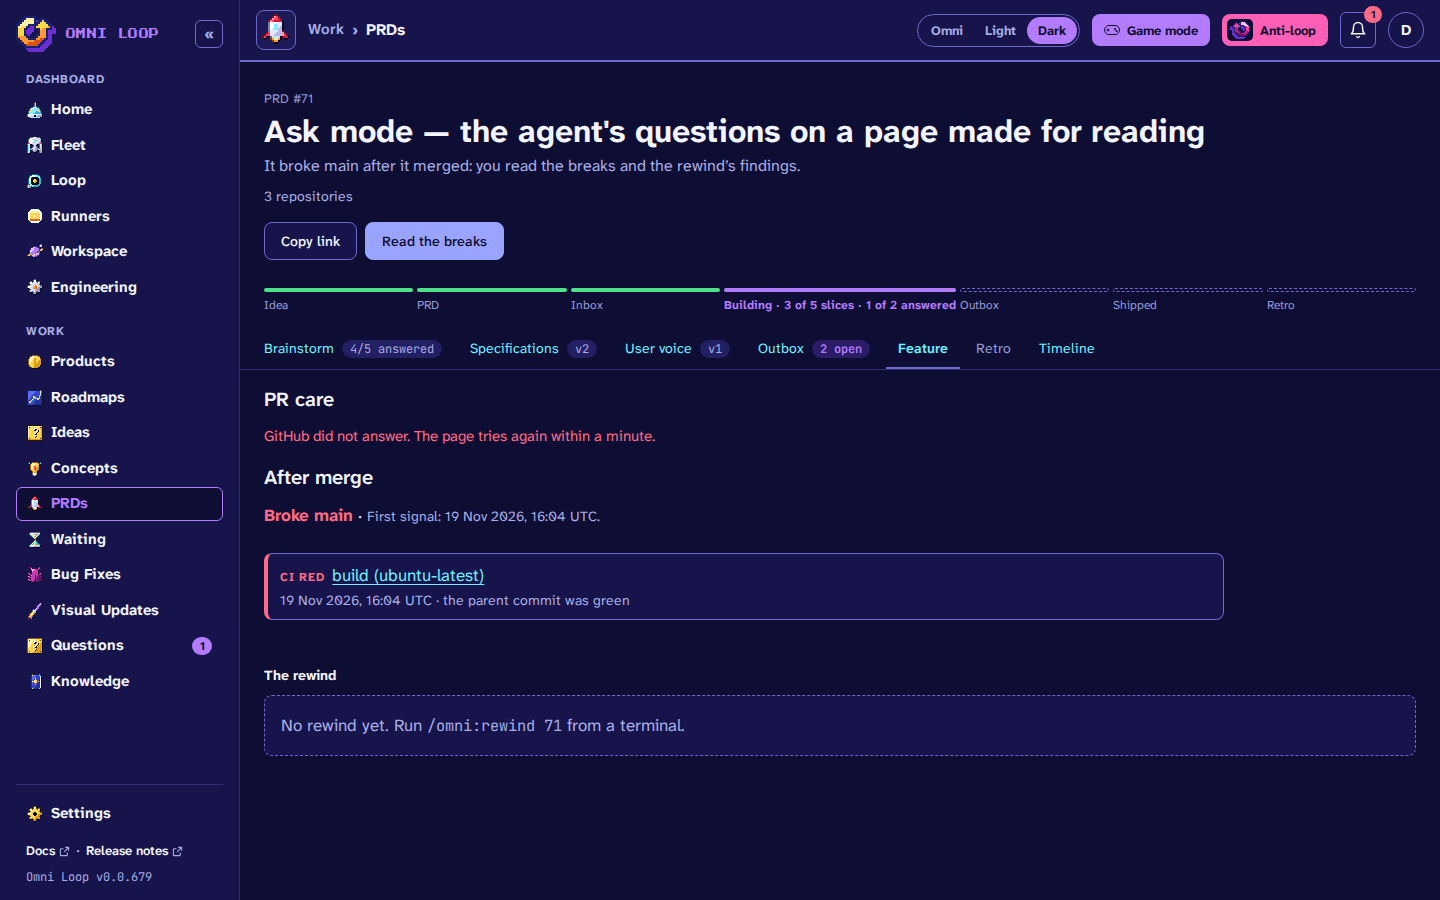 OMNI LOOP
«
DASHBOARD
Home
Fleet
Loop
Runners
Workspace
Engineering
WORK
Products
Roadmaps
Ideas
Concepts
PRDs
Waiting
Bug Fixes
Visual Updates
Questions 1
Knowledge
Settings
Docs · Release notes
Omni Loop v0.0.679
Work › PRDs
Omni Light Dark
Game mode
Anti-loop
1
D
PRD #71
Ask mode — the agent's questions on a page made for reading
It broke main after it merged: you read the breaks and the rewind's findings.
3 repositories
Copy link Read the breaks
Idea PRD Inbox Building · 3 of 5 slices · 1 of 2 answered Outbox Shipped Retro
Brainstorm 4/5 answered Specifications v2 User voice v1 Outbox 2 open Feature Retro Timeline
PR care
GitHub did not answer. The page tries again within a minute.
After merge
Broke main · First signal: 19 Nov 2026, 16:04 UTC.
CI RED build (ubuntu-latest)
19 Nov 2026, 16:04 UTC · the parent commit was green
The rewind
No rewind yet. Run /omni:rewind 71 from a terminal.